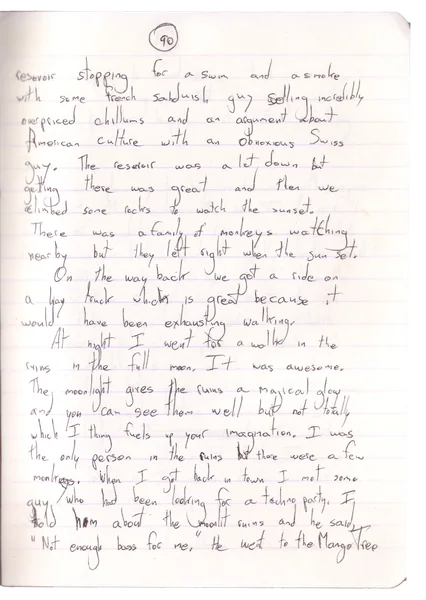 90
reservoir stopping for a swim and a smoke
with some french saduish guy selling incredibly
overpriced chillums and an argument about
American culture with an obnoxious Swiss
guy. The reservoir was a let down but
getting there was great and then we
climbed some rocks to watch the sunset.
There was a family of monkeys watching
nearby but they left right when the sun set.
On the way back we got a ride on
a hay truck which is great because it
would have been exhausting walking.
At night I went for a walk in the
ruins in the full moon. It was awesome.
The moonlight gives the ruins a magical glow
and you can see them well but not totally
which I thing fuels up your imagination. I was
the only person in the ruins but there were a few
monkeys. When I got back in town I met some
guy who had been looking for a techno party. I
told him about the moonlit ruins and he said,
"Not enough bass for me." He went to the Mango Tree